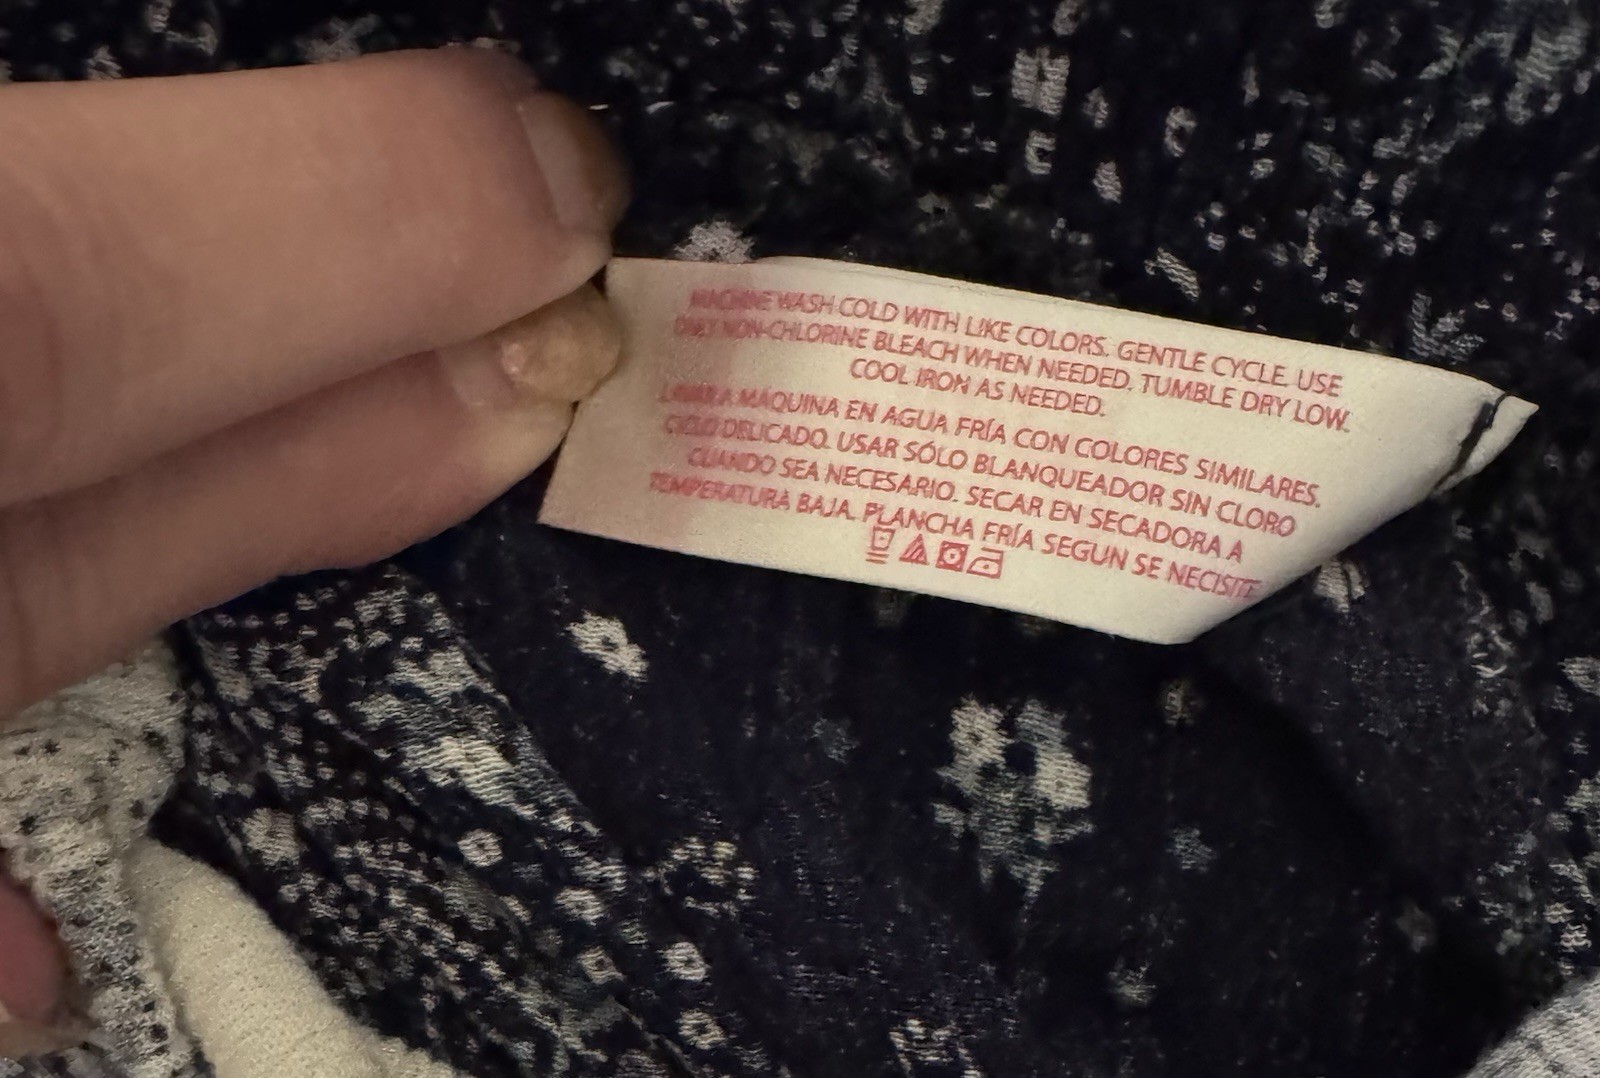 MACHINE WASH COLD WITH LIKE COLORS. GENTLE CYCLE. USE
ONLY NON-CHLORINE BLEACH WHEN NEEDED. TUMBLE DRY LOW.
COOL IRON AS NEEDED.
LAVAR A MÁQUINA EN AGUA FRÍA CON COLORES SIMILARES.
CICLO DELICADO. USAR SÓLO BLANQUEADOR SIN CLORO
CUANDO SEA NECESARIO. SECAR EN SECADORA A
TEMPERATURA BAJA. PLANCHA FRÍA SEGUN SE NECISITE